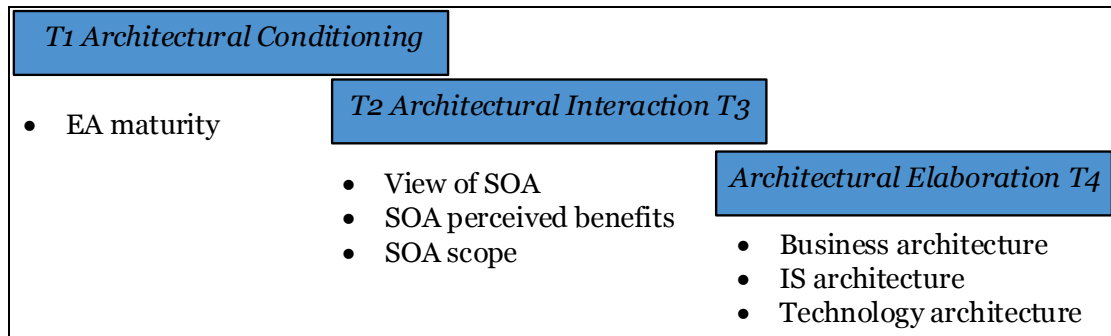 T1 Architectural Conditioning
• EA maturity
T2 Architectural Interaction T3
• View of SOA
• SOA perceived benefits
• SOA scope
Architectural Elaboration T4
• Business architecture
• IS architecture
• Technology architecture